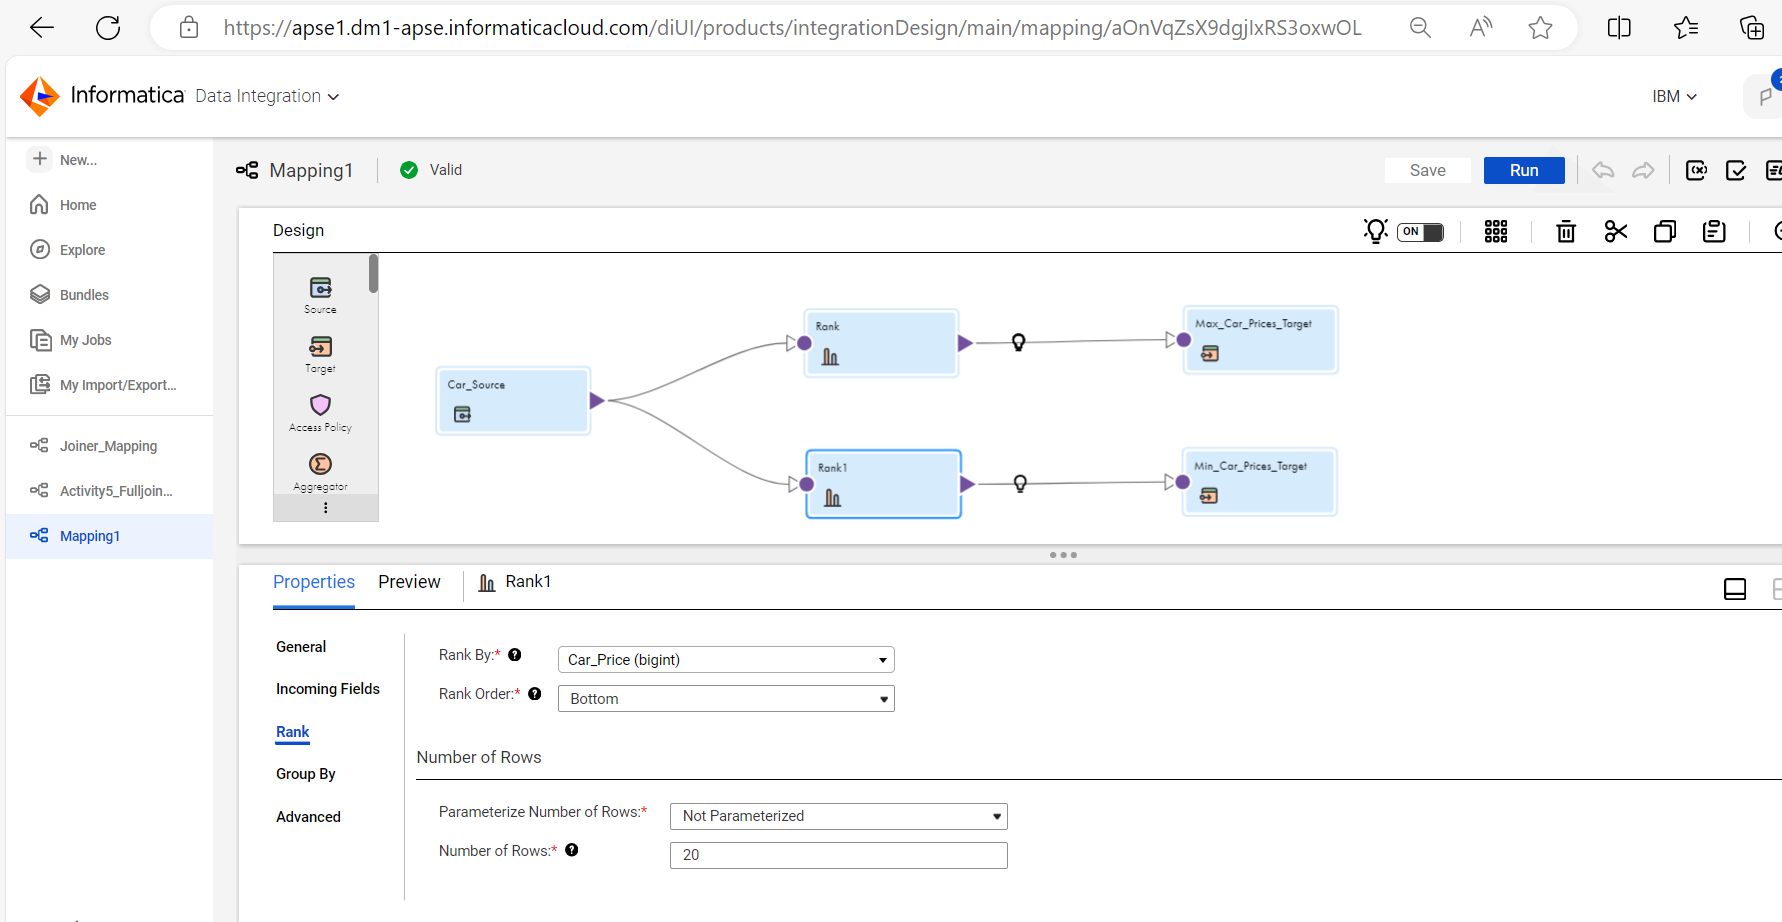 https://apse1.dm1-apse.informaticacloud.com/diUI/products/integrationDesign/main/mapping/aOnVqZsX9dgjIxRS3oxwOL
Informatica Data Integration
IBM
New...
Home
Explore
Bundles
My Jobs
My Import/Export...
Joiner_Mapping
Activity5_Fulljoin...
Mapping1
Mapping1
Valid
Save
Run
Design
ON
Source
Target
Access Policy
Aggregator
Car_Source
Rank
Max_Car_Prices_Target
Rank1
Min_Car_Prices_Target
Properties
Preview
Rank1
General
Incoming Fields
Rank
Group By
Advanced
Rank By:* Car_Price (bigint)
Rank Order:* Bottom
Number of Rows
Parameterize Number of Rows:* Not Parameterized
Number of Rows:* 20